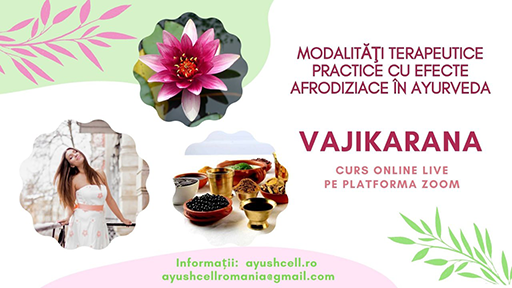 MODALITĂŢI TERAPEUTICE
PRACTICE CU EFECTE
AFRODIZIACE ÎN AYURVEDA
VAJIKARANA
CURS ONLINE LIVE
PE PLATFORMA ZOOM
Informații: ayushcell.ro
ayushcellromania@gmail.com